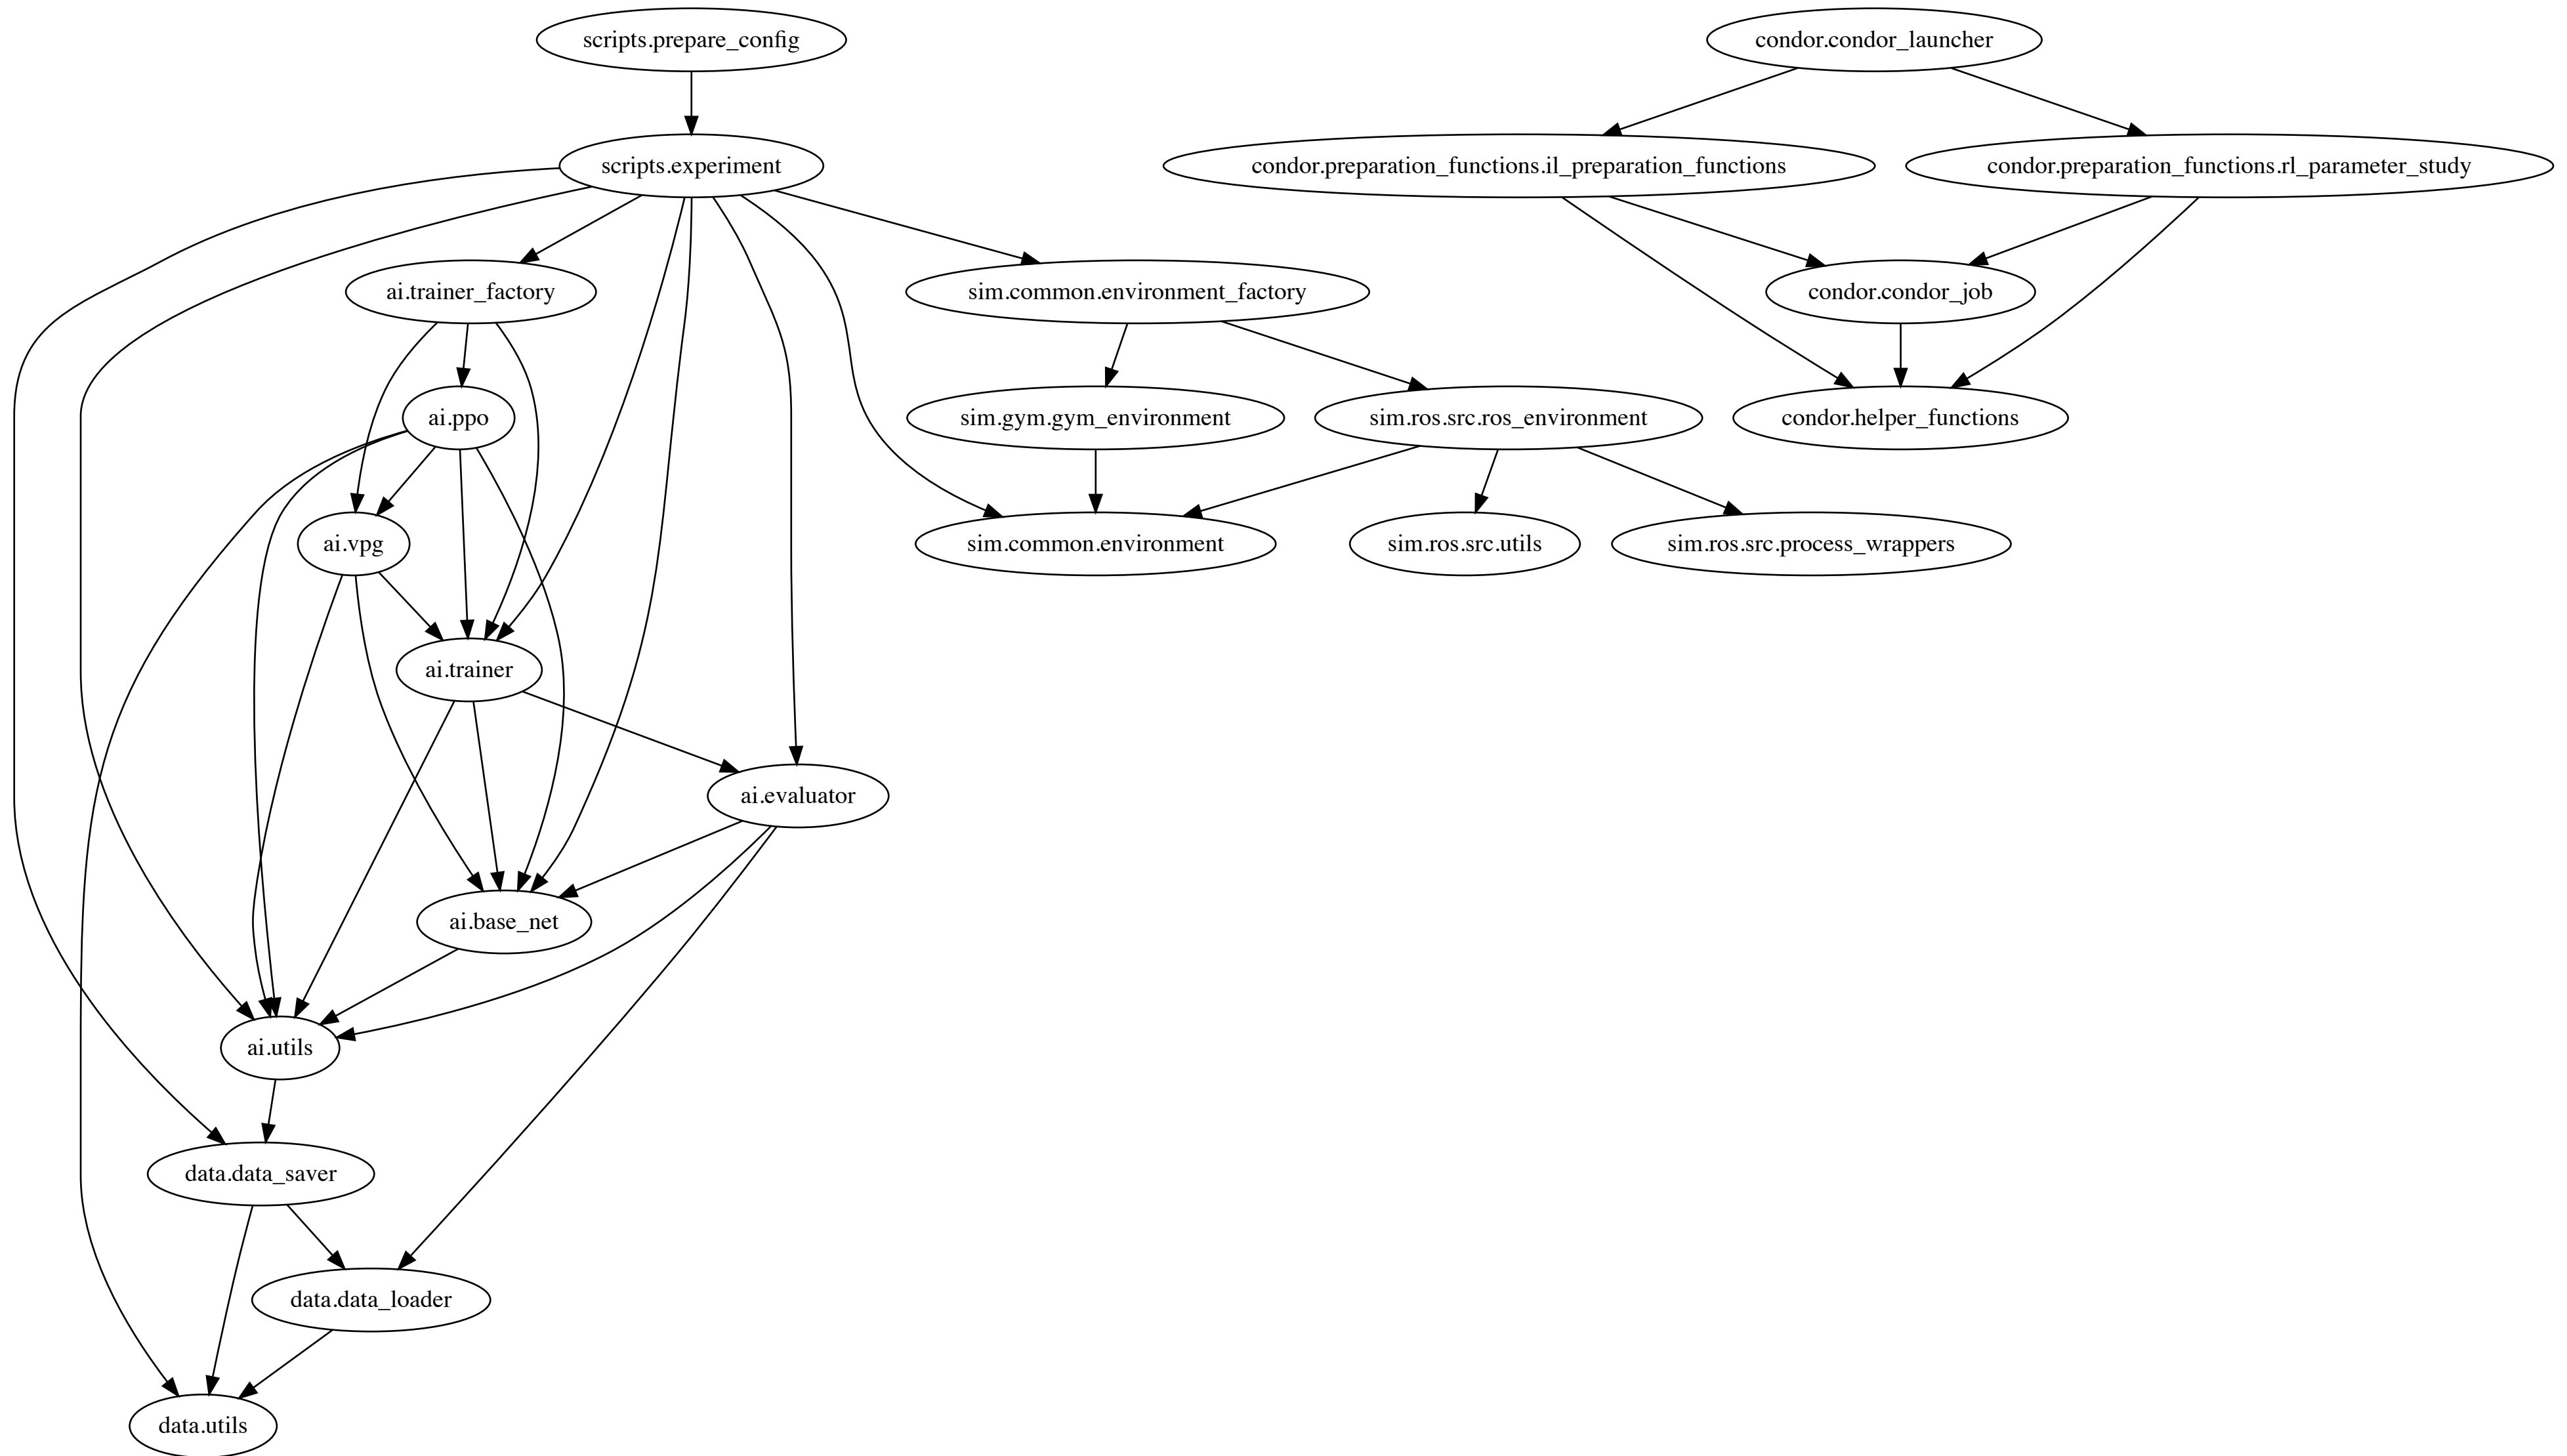 scripts.prepare_config
condor.condor_launcher
scripts.experiment
condor.preparation_functions.il_preparation_functions
condor.preparation_functions.rl_parameter_study
ai.trainer_factory
sim.common.environment_factory
condor.condor_job
ai.ppo
sim.gym.gym_environment
sim.ros.src.ros_environment
condor.helper_functions
ai.vpg
sim.common.environment
sim.ros.src.utils
sim.ros.src.process_wrappers
ai.trainer
ai.evaluator
ai.base_net
ai.utils
data.data_saver
data.data_loader
data.utils